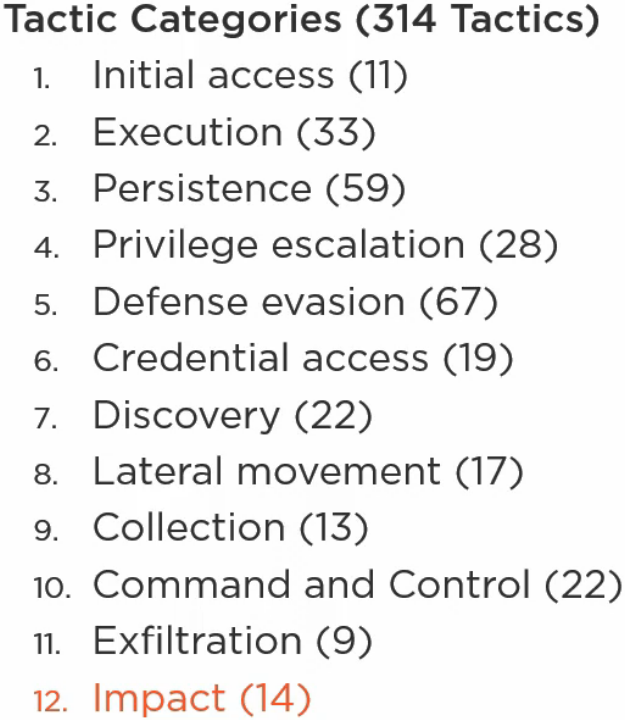 Tactic Categories (314 Tactics)
1. Initial access (11)
2. Execution (33)
3. Persistence (59)
4. Privilege escalation (28)
5. Defense evasion (67)
6. Credential access (19)
7. Discovery (22)
8. Lateral movement (17)
9. Collection (13)
10. Command and Control (22)
11. Exfiltration (9)
12. Impact (14)